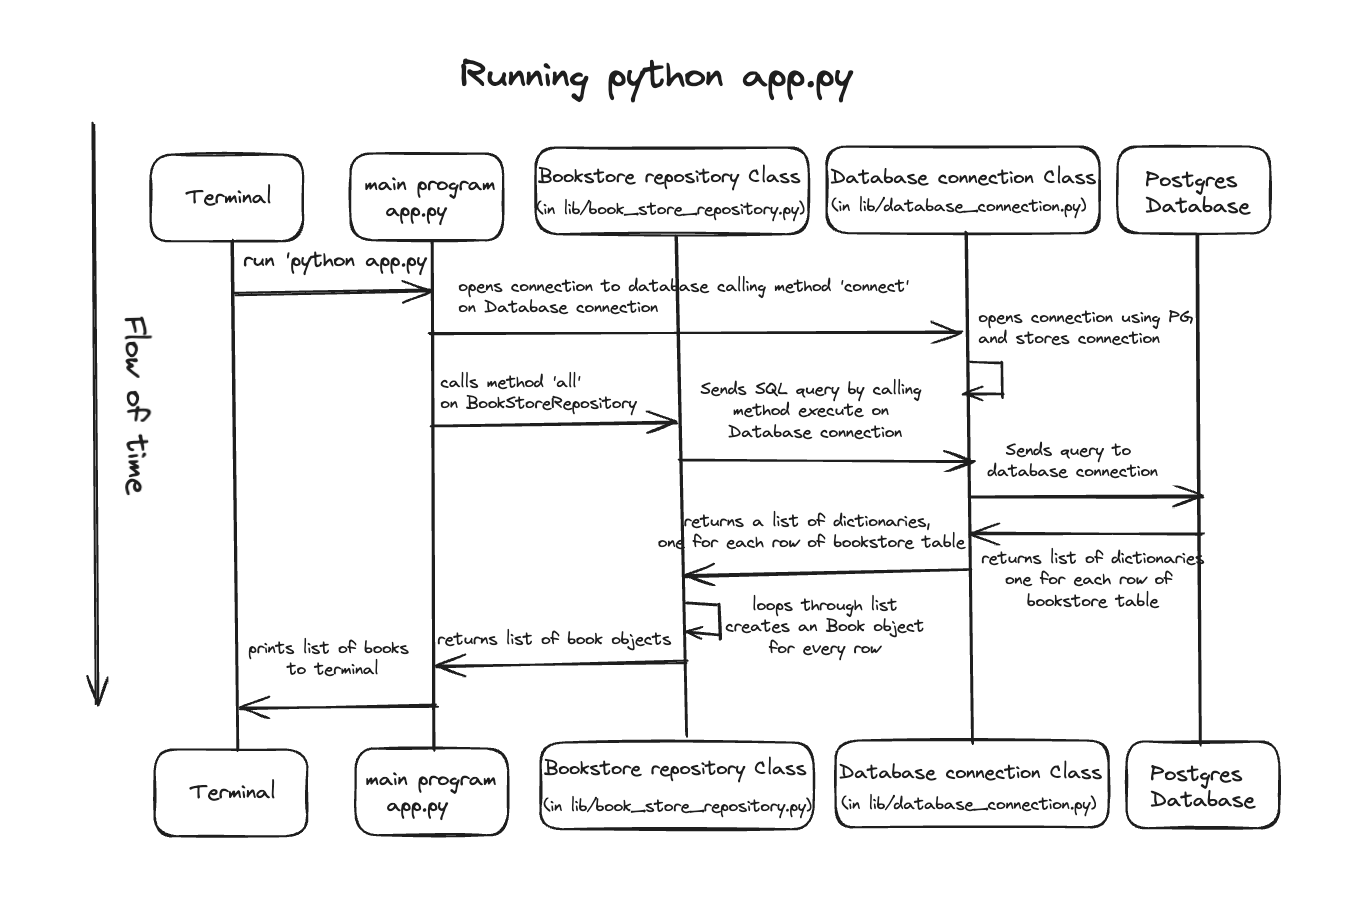 Running python app.py
Terminal
main program
app.py
Bookstore repository Class
(in lib/book_store_repository.py)
Database connection Class
(in lib/database_connection.py)
Postgres
Database
Flow of time
run 'python app.py
opens connection to database calling method 'connect'
on Database connection
opens connection using PG
and stores connection
calls method 'all'
on BookStoreRepository
Sends SQL query by calling
method execute on
Database connection
Sends query to
database connection
returns a list of dictionaries,
one for each row of bookstore table
returns list of dictionaries
one for each row of
bookstore table
loops through list
creates an Book object
for every row
returns list of book objects
prints list of books
to terminal
Terminal
main program
app.py
Bookstore repository Class
(in lib/book_store_repository.py)
Database connection Class
(in lib/database_connection.py)
Postgres
Database